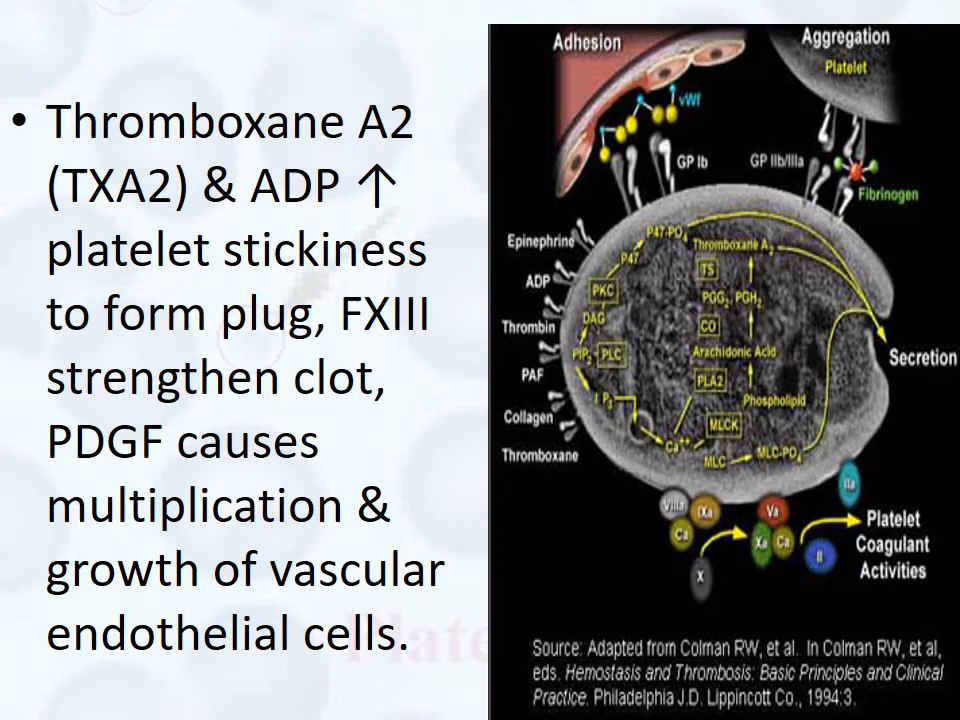 • Thromboxane A2
(TXA2) & ADP ↑
platelet stickiness
to form plug, FXIII
strengthen clot,
PDGF causes
multiplication &
growth of vascular
endothelial cells.
Adhesion
Aggregation
Platelet
vWf
GP Ib
GP IIb/IIIa
Fibrinogen
Epinephrine
ADP
Thrombin
PAF
Collagen
Thromboxane
P47-PO4
P47
PKC
DAG
PIP2
PLC
IP3
Ca++
Thromboxane A2
TS
PGG2, PGH2
CO
Arachidonic Acid
PLA2
Phospholipid
MLCK
MLC
MLC-PO4
Secretion
VIIIa
IXa
Ca
X
Va
Xa
Ca
II
IIa
Platelet
Coagulant
Activities
Source: Adapted from Colman RW, et al. In Colman RW, et al,
eds. Hemostasis and Thrombosis: Basic Principles and Clinical
Practice. Philadelphia J.D. Lippincott Co., 1994:3.
Plate